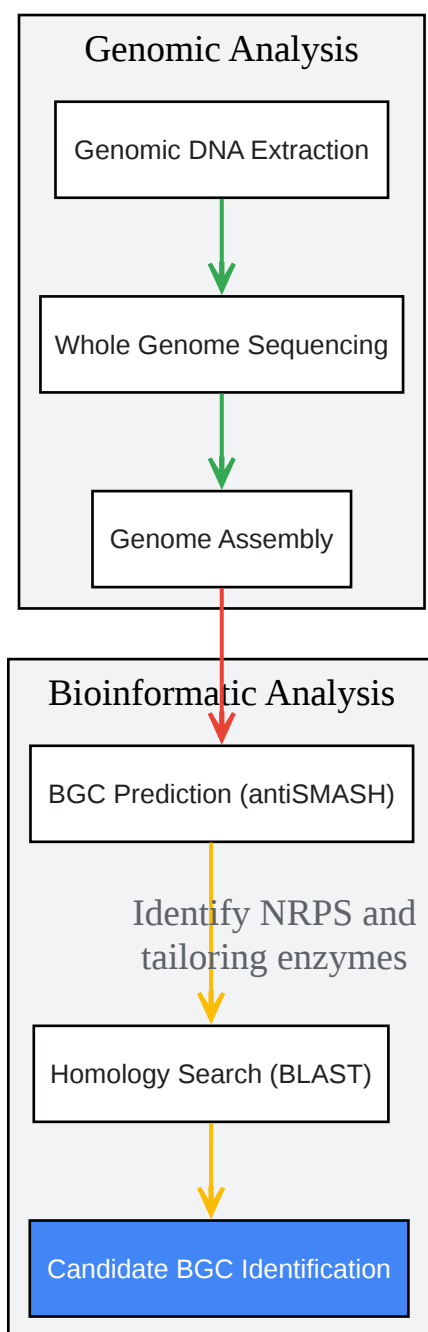 Genomic Analysis
Genomic DNA Extraction
Whole Genome Sequencing
Genome Assembly
Bioinformatic Analysis
BGC Prediction (antiSMASH)
Identify NRPS and
tailoring enzymes
Homology Search (BLAST)
Candidate BGC Identification